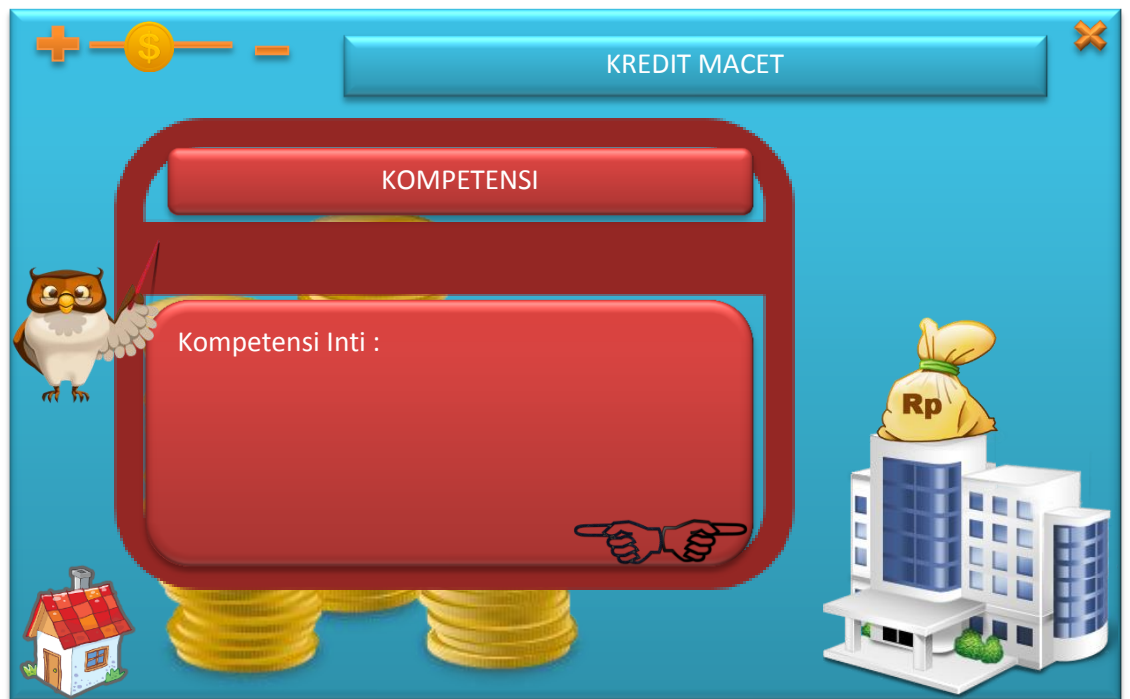 $
KREDIT MACET
KOMPETENSI
Kompetensi Inti :
Rp